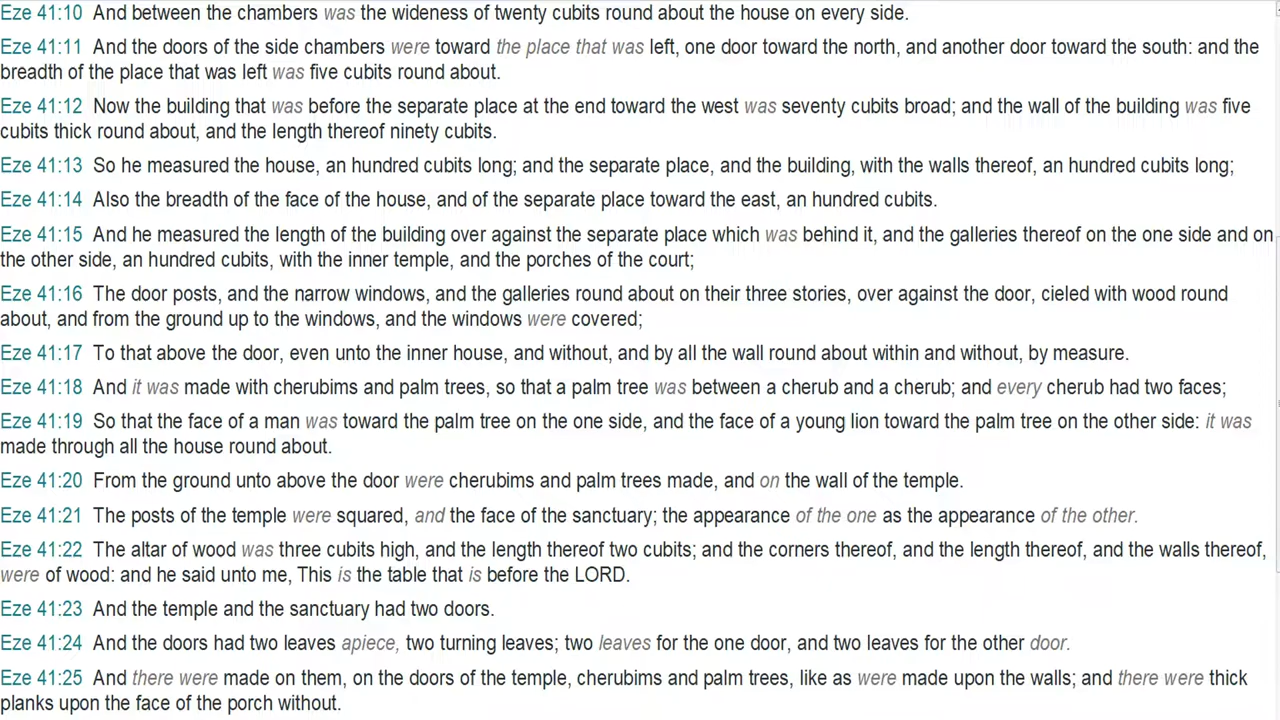 Eze 41:10 And between the chambers was the wideness of twenty cubits round about the house on every side.
Eze 41:11 And the doors of the side chambers were toward the place that was left, one door toward the north, and another door toward the south: and the
breadth of the place that was left was five cubits round about.
Eze 41:12 Now the building that was before the separate place at the end toward the west was seventy cubits broad; and the wall of the building was five
cubits thick round about, and the length thereof ninety cubits.
Eze 41:13 So he measured the house, an hundred cubits long; and the separate place, and the building, with the walls thereof, an hundred cubits long;
Eze 41:14 Also the breadth of the face of the house, and of the separate place toward the east, an hundred cubits.
Eze 41:15 And he measured the length of the building over against the separate place which was behind it, and the galleries thereof on the one side and on
the other side, an hundred cubits, with the inner temple, and the porches of the court;
Eze 41:16 The door posts, and the narrow windows, and the galleries round about on their three stories, over against the door, cieled with wood round
about, and from the ground up to the windows, and the windows were covered;
Eze 41:17 To that above the door, even unto the inner house, and without, and by all the wall round about within and without, by measure.
Eze 41:18 And it was made with cherubims and palm trees, so that a palm tree was between a cherub and a cherub; and every cherub had two faces;
Eze 41:19 So that the face of a man was toward the palm tree on the one side, and the face of a young lion toward the palm tree on the other side: it was
made through all the house round about.
Eze 41:20 From the ground unto above the door were cherubims and palm trees made, and on the wall of the temple.
Eze 41:21 The posts of the temple were squared, and the face of the sanctuary; the appearance of the one as the appearance of the other.
Eze 41:22 The altar of wood was three cubits high, and the length thereof two cubits; and the corners thereof, and the length thereof, and the walls thereof,
were of wood: and he said unto me, This is the table that is before the LORD.
Eze 41:23 And the temple and the sanctuary had two doors.
Eze 41:24 And the doors had two leaves apiece, two turning leaves; two leaves for the one door, and two leaves for the other door.
Eze 41:25 And there were made on them, on the doors of the temple, cherubims and palm trees, like as were made upon the walls; and there were thick
planks upon the face of the porch without.